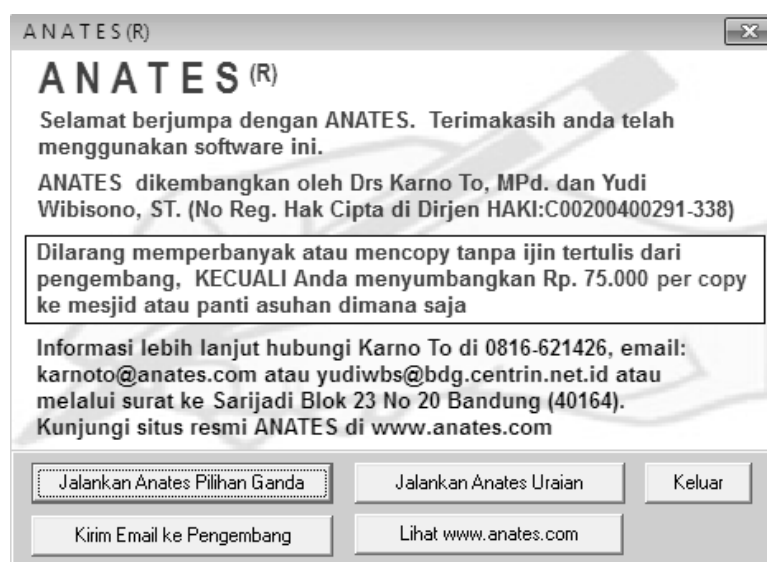 A N A T E S (R)
A N A T E S (R)
Selamat berjumpa dengan ANATES. Terimakasih anda telah
menggunakan software ini.
ANATES dikembangkan oleh Drs Karno To, MPd. dan Yudi
Wibisono, ST. (No Reg. Hak Cipta di Dirjen HAKI:C00200400291-338)
Dilarang memperbanyak atau mencopy tanpa ijin tertulis dari
pengembang, KECUALI Anda menyumbangkan Rp. 75.000 per copy
ke mesjid atau panti asuhan dimana saja
Informasi lebih lanjut hubungi Karno To di 0816-621426, email:
karnoto@anates.com atau yudiwbs@bdg.centrin.net.id atau
melalui surat ke Sarijadi Blok 23 No 20 Bandung (40164).
Kunjungi situs resmi ANATES di www.anates.com
Jalankan Anates Pilihan Ganda
Jalankan Anates Uraian
Keluar
Kirim Email ke Pengembang
Lihat www.anates.com